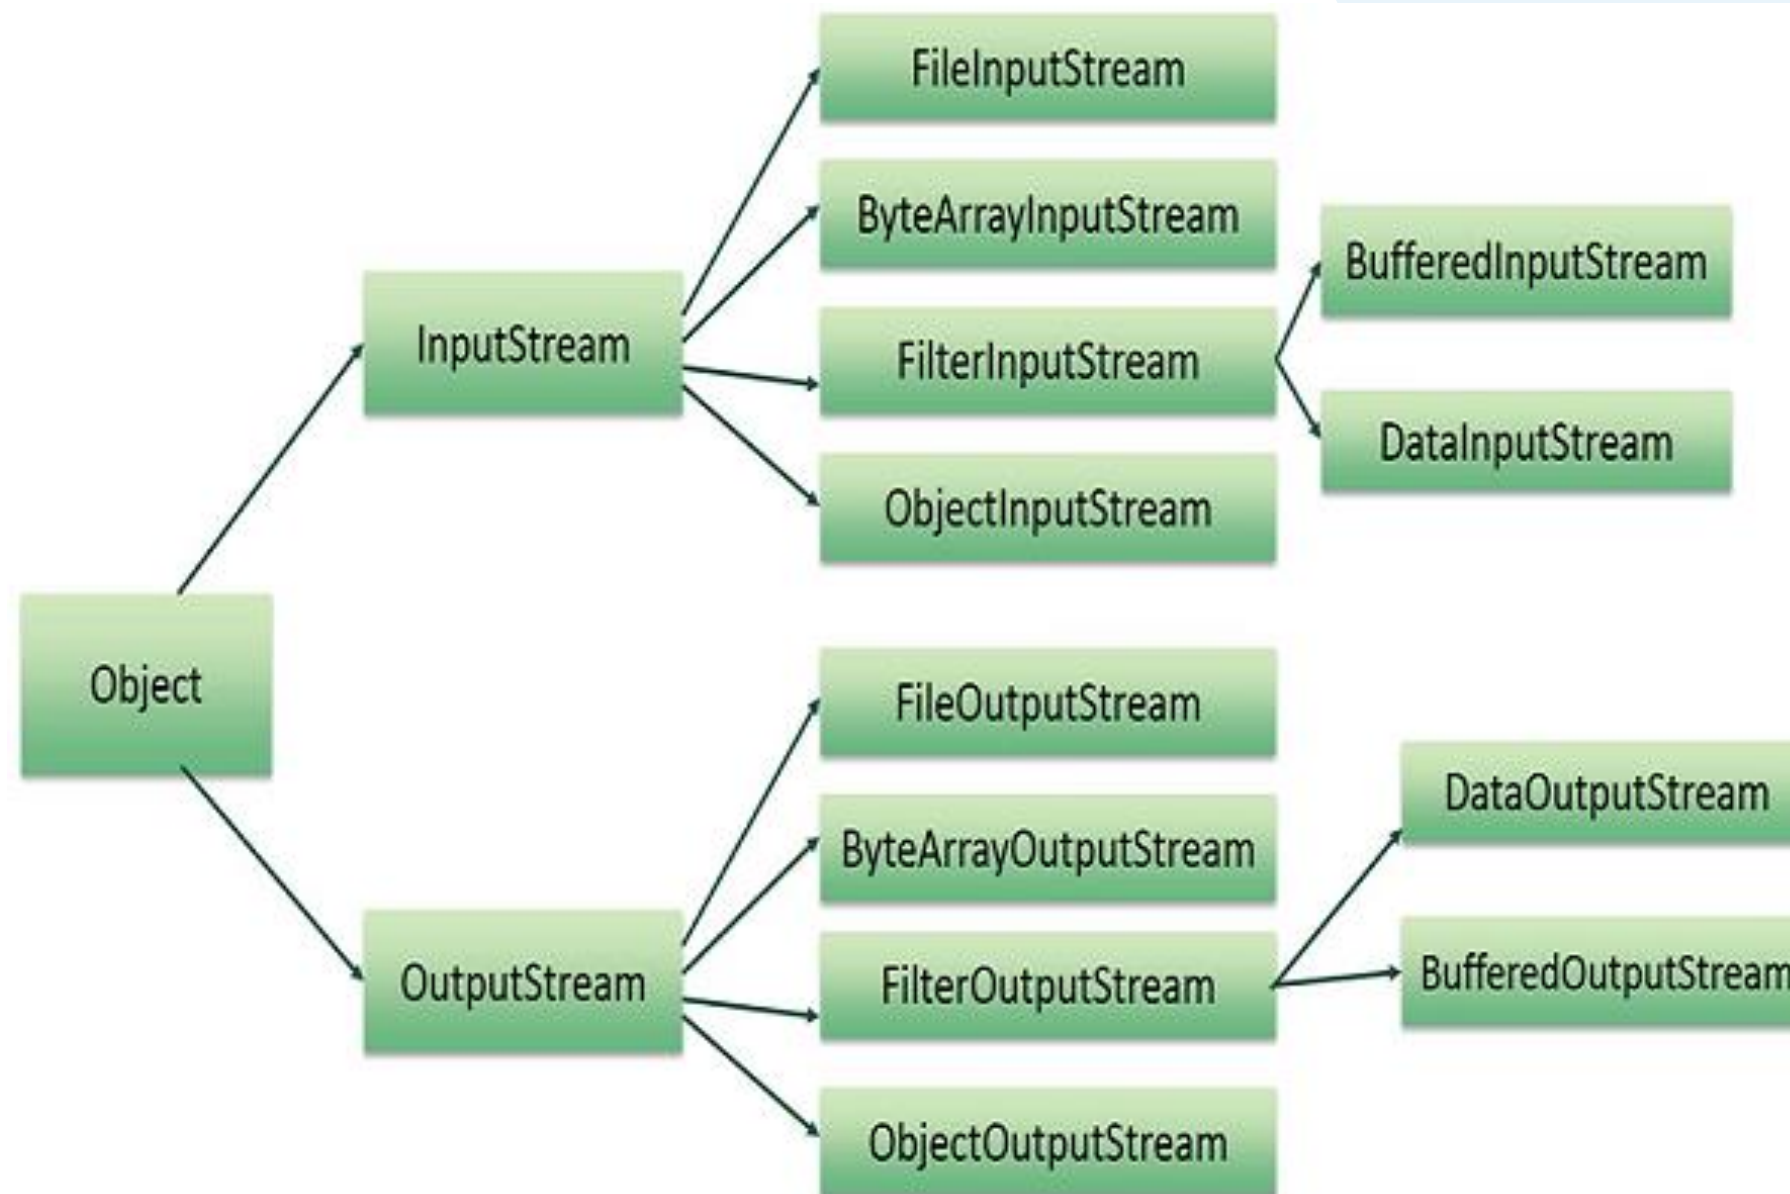 Object
InputStream
FileInputStream
ByteArrayInputStream
FilterInputStream
ObjectInputStream
BufferedInputStream
DataInputStream
OutputStream
FileOutputStream
ByteArrayOutputStream
FilterOutputStream
ObjectOutputStream
DataOutputStream
BufferedOutputStream